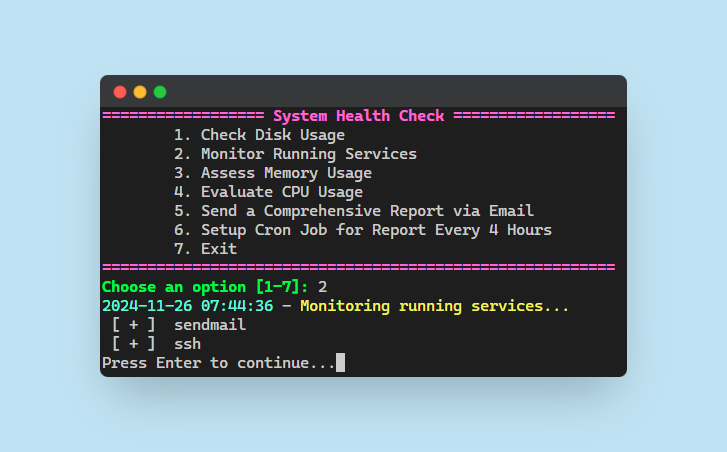 ================== System Health Check ==================
1. Check Disk Usage
2. Monitor Running Services
3. Assess Memory Usage
4. Evaluate CPU Usage
5. Send a Comprehensive Report via Email
6. Setup Cron Job for Report Every 4 Hours
7. Exit
=========================================================
Choose an option [1-7]: 2
2024-11-26 07:44:36 - Monitoring running services...
[ + ]  sendmail
[ + ]  ssh
Press Enter to continue...